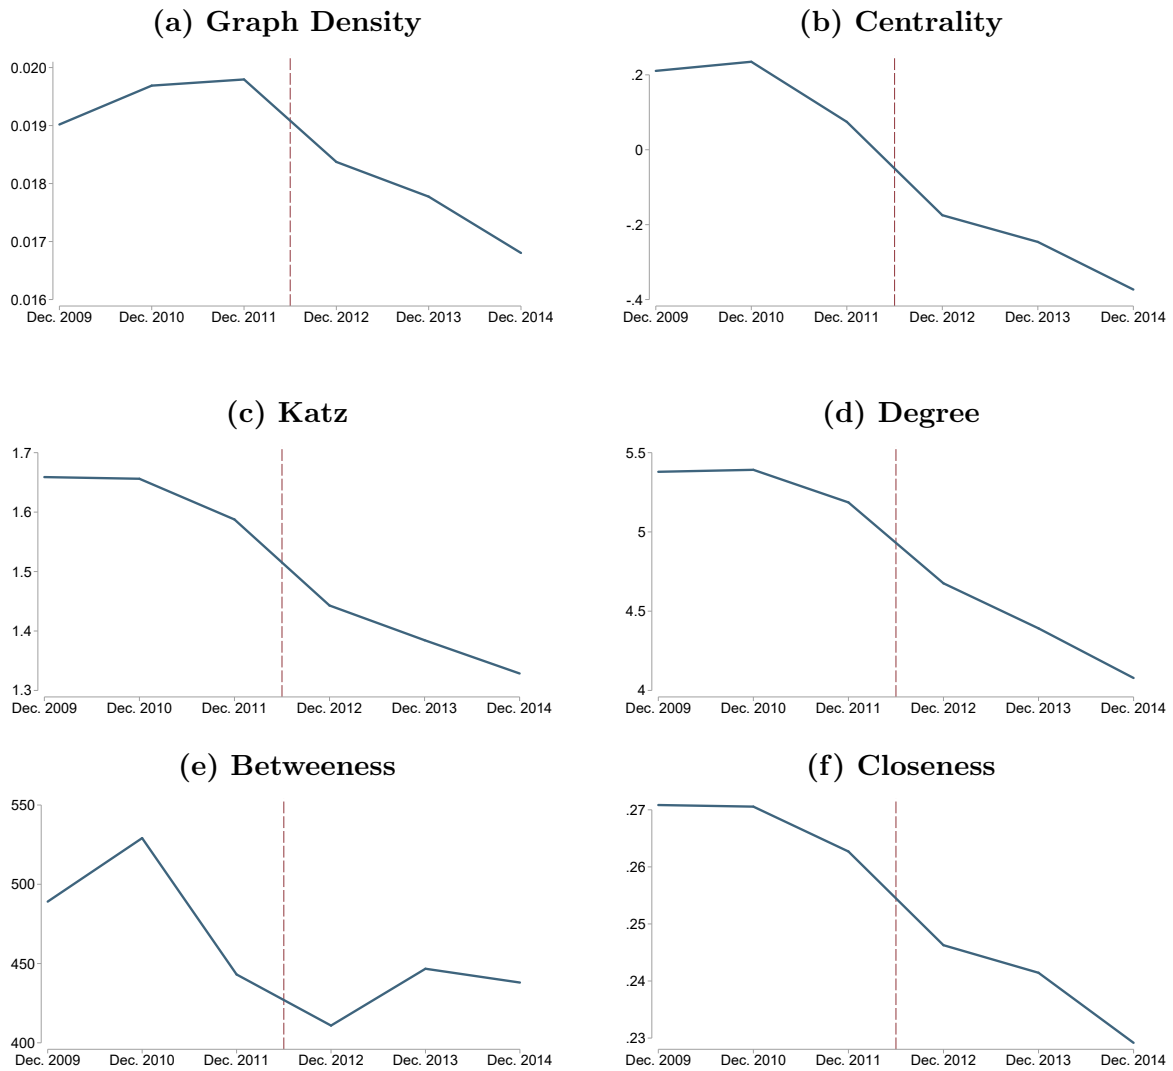 (a) Graph Density
0.020
0.019
0.018
0.017
0.016
Dec. 2009 Dec. 2010 Dec. 2011 Dec. 2012 Dec. 2013 Dec. 2014
(b) Centrality
.2
0
-.2
-.4
Dec. 2009 Dec. 2010 Dec. 2011 Dec. 2012 Dec. 2013 Dec. 2014
(c) Katz
1.7
1.6
1.5
1.4
1.3
Dec. 2009 Dec. 2010 Dec. 2011 Dec. 2012 Dec. 2013 Dec. 2014
(d) Degree
5.5
5
4.5
4
Dec. 2009 Dec. 2010 Dec. 2011 Dec. 2012 Dec. 2013 Dec. 2014
(e) Betweeness
550
500
450
400
Dec. 2009 Dec. 2010 Dec. 2011 Dec. 2012 Dec. 2013 Dec. 2014
(f) Closeness
.27
.26
.25
.24
.23
Dec. 2009 Dec. 2010 Dec. 2011 Dec. 2012 Dec. 2013 Dec. 2014